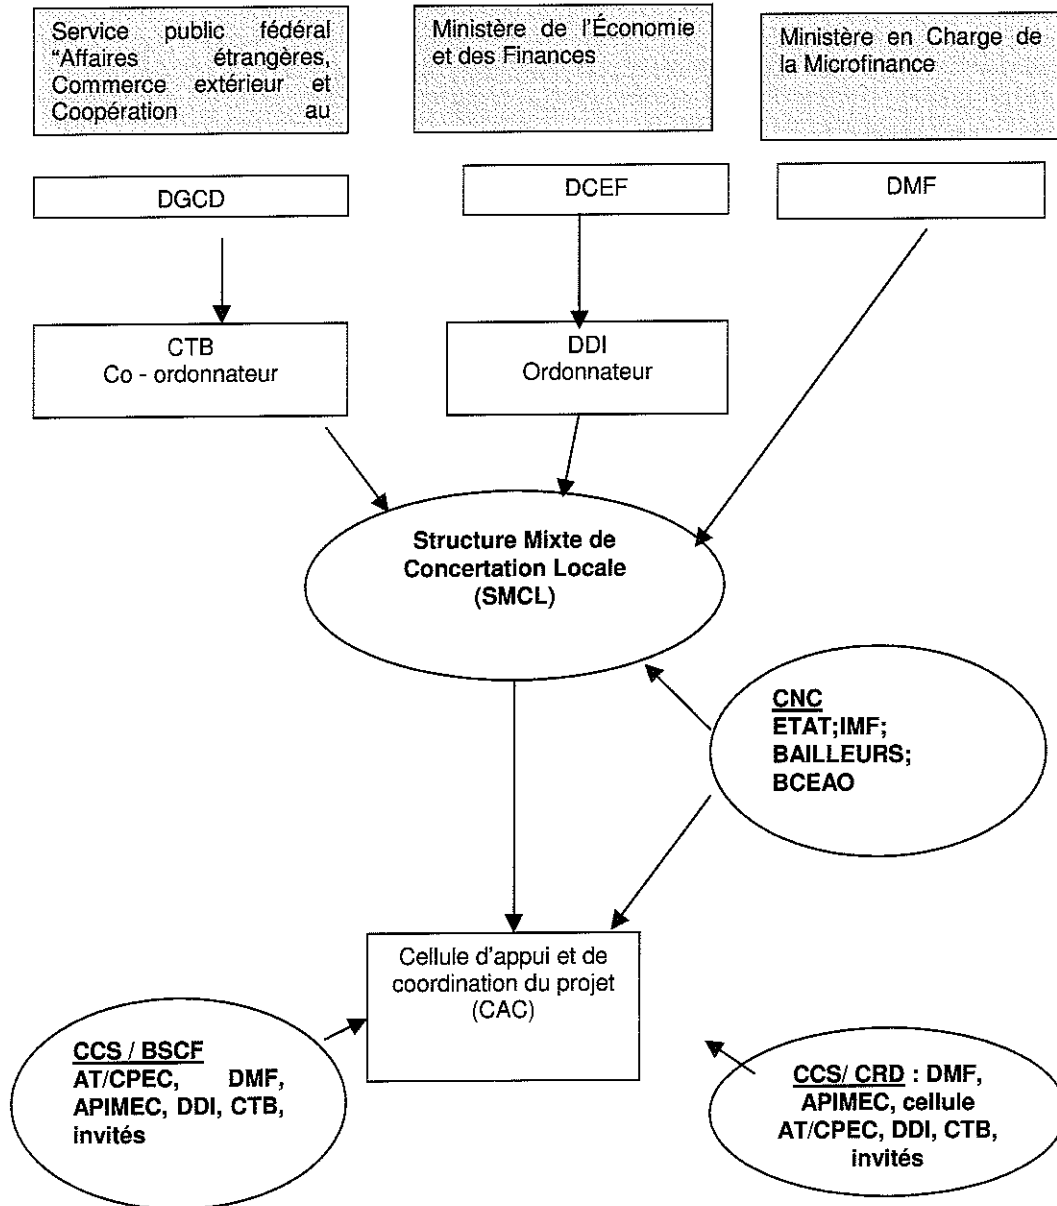 Service public fédéral
“Affaires étrangères,
Commerce extérieur et
Coopération au
Ministère de l’Économie
et des Finances
Ministère en Charge de
la Microfinance
DGCD
DCEF
DMF
CTB
Co - ordonnateur
DDI
Ordonnateur
Structure Mixte de
Concertation Locale
(SMCL)
CNC
ETAT;IMF;
BAILLEURS;
BCEAO
Cellule d’appui et de
coordination du projet
(CAC)
CCS / BSCF
AT/CPEC, DMF,
APIMEC, DDI, CTB,
invités
CCS/ CRD : DMF,
APIMEC, cellule
AT/CPEC, DDI, CTB,
invités